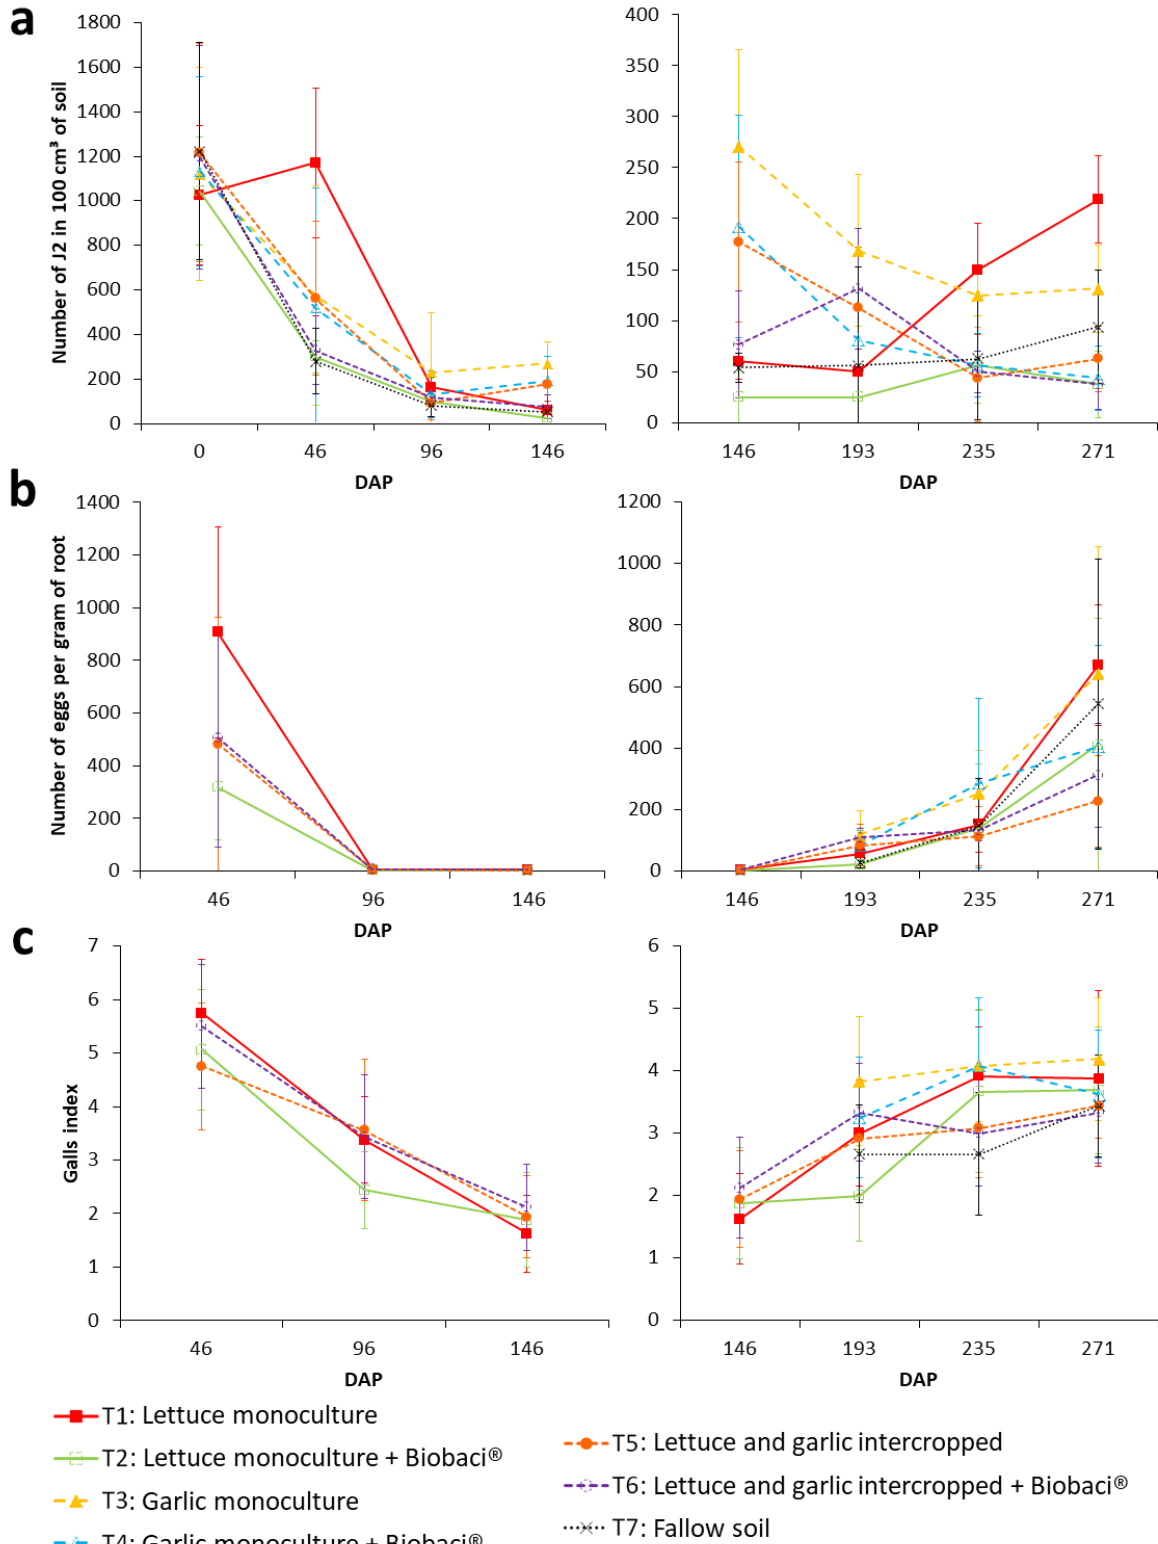 a
Number of J2 in 100 cm³ of soil
1800
1600
1400
1200
1000
800
600
400
200
0
0 46 96 146
DAP
400
350
300
250
200
150
100
50
0
146 193 235 271
DAP
b
Number of eggs per gram of root
1400
1200
1000
800
600
400
200
0
46 96 146
DAP
1200
1000
800
600
400
200
0
146 193 235 271
DAP
c
Galls index
7
6
5
4
3
2
1
0
46 96 146
DAP
6
5
4
3
2
1
0
146 193 235 271
DAP
T1: Lettuce monoculture
T2: Lettuce monoculture + Biobaci®
T3: Garlic monoculture
T4: Garlic monoculture + Biobaci®
T5: Lettuce and garlic intercropped
T6: Lettuce and garlic intercropped + Biobaci®
T7: Fallow soil